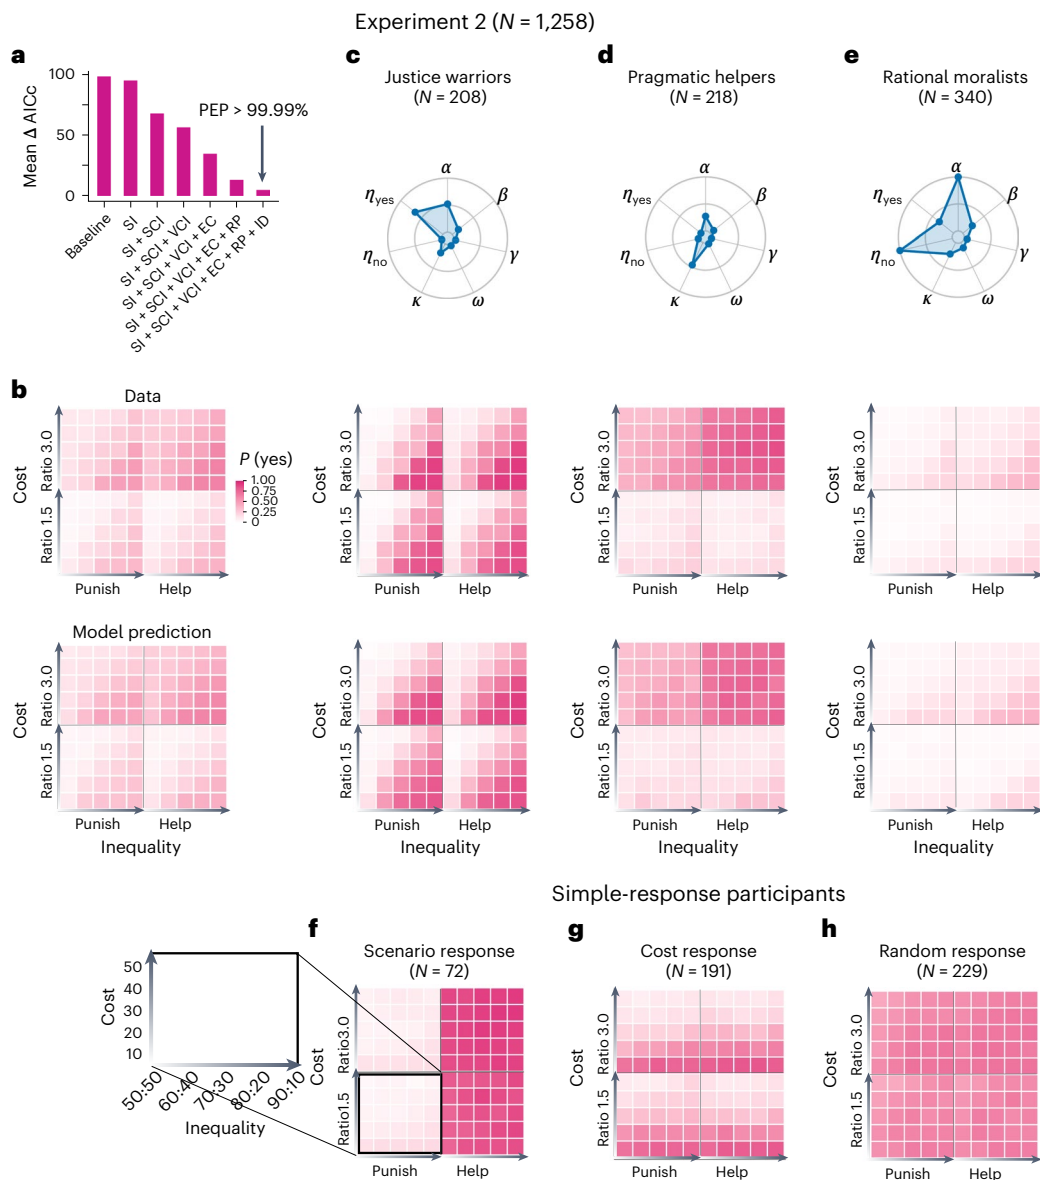 Experiment 2 (N = 1,258)
a
100
50
0
Mean Δ AICc
PEP > 99.99%
Baseline
SI
SI + SCI
SI + SCI + VCI
SI + SCI + VCI + EC
SI + SCI + VCI + EC + RP
SI + SCI + VCI + EC + RP + ID
c
Justice warriors
(N = 208)
α
β
γ
ω
κ
ηno
ηyes
d
Pragmatic helpers
(N = 218)
α
β
γ
ω
κ
ηno
ηyes
e
Rational moralists
(N = 340)
α
β
γ
ω
κ
ηno
ηyes
b
Data
Cost
Ratio 3.0
Ratio 1.5
Punish
Help
P (yes)
1.00
0.75
0.50
0.25
0
Cost
Ratio 3.0
Ratio 1.5
Punish
Help
Cost
Ratio 3.0
Ratio 1.5
Punish
Help
Cost
Ratio 3.0
Ratio 1.5
Punish
Help
Model prediction
Cost
Ratio 3.0
Ratio 1.5
Punish
Help
Inequality
Cost
Ratio 3.0
Ratio 1.5
Punish
Help
Inequality
Cost
Ratio 3.0
Ratio 1.5
Punish
Help
Inequality
Cost
Ratio 3.0
Ratio 1.5
Punish
Help
Inequality
Simple-response participants
Cost
50
40
30
20
10
50:50
60:40
70:30
80:20
90:10
Inequality
f
Scenario response
(N = 72)
Cost
Ratio3.0
Ratio1.5
Punish
Help
g
Cost response
(N = 191)
Cost
Ratio 3.0
Ratio 1.5
Punish
Help
h
Random response
(N = 229)
Cost
Ratio 3.0
Ratio 1.5
Punish
Help